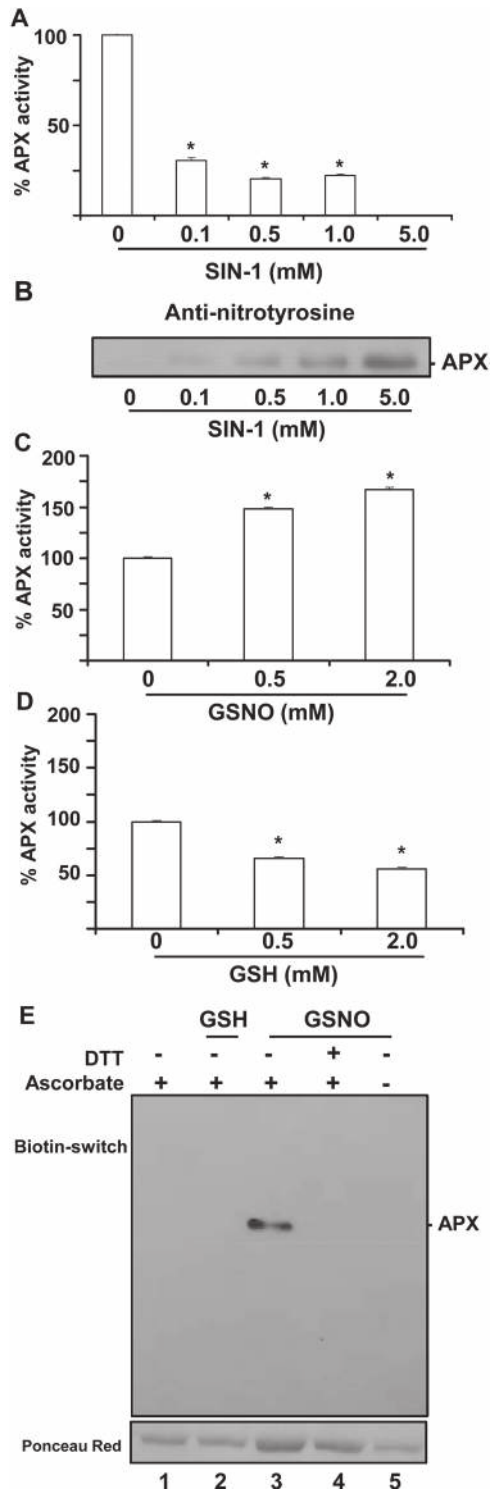 A
% APX activity
100
50
0 0.1 0.5 1.0 5.0
* * *
SIN-1 (mM)
B
Anti-nitrotyrosine
- APX
0 0.1 0.5 1.0 5.0
SIN-1 (mM)
C
% APX activity
200
150
100
50
* *
0 0.5 2.0
GSNO (mM)
D
% APX activity
200
150
100
50
* *
0 0.5 2.0
GSH (mM)
E
GSH GSNO
DTT - - - + -
Ascorbate + + + + -
Biotin-switch
- APX
Ponceau Red
1 2 3 4 5